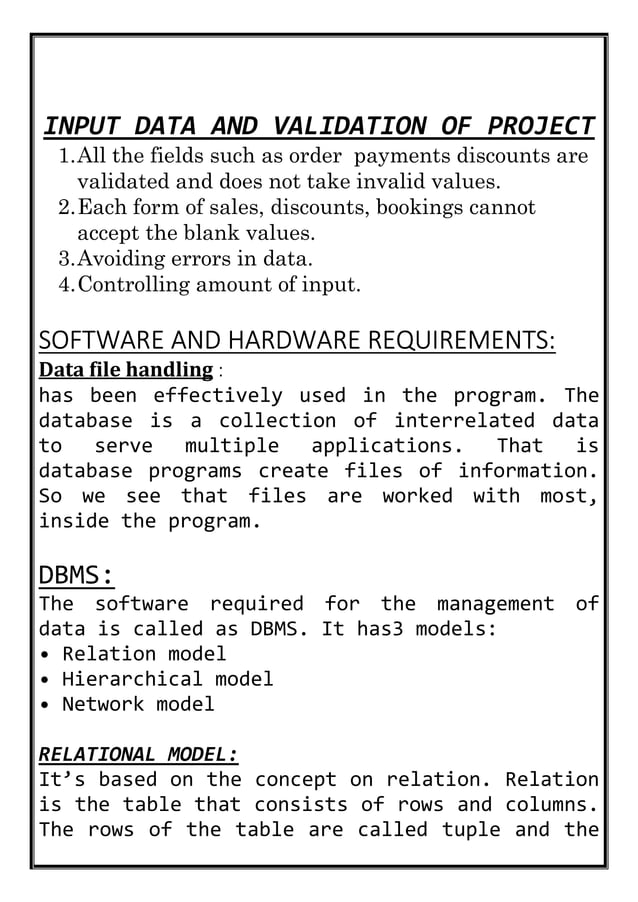 INPUT DATA AND VALIDATION OF PROJECT
1.All the fields such as order  payments discounts are
validated and does not take invalid values.
2.Each form of sales, discounts, bookings cannot
accept the blank values.
3.Avoiding errors in data.
4.Controlling amount of input.
SOFTWARE AND HARDWARE REQUIREMENTS:
Data file handling :
has been effectively used in the program. The
database is a collection of interrelated data
to serve multiple applications. That is
database programs create files of information.
So we see that files are worked with most,
inside the program.
DBMS:
The software required for the management of
data is called as DBMS. It has3 models:
• Relation model
• Hierarchical model
• Network model
RELATIONAL MODEL:
It’s based on the concept on relation. Relation
is the table that consists of rows and columns.
The rows of the table are called tuple and the